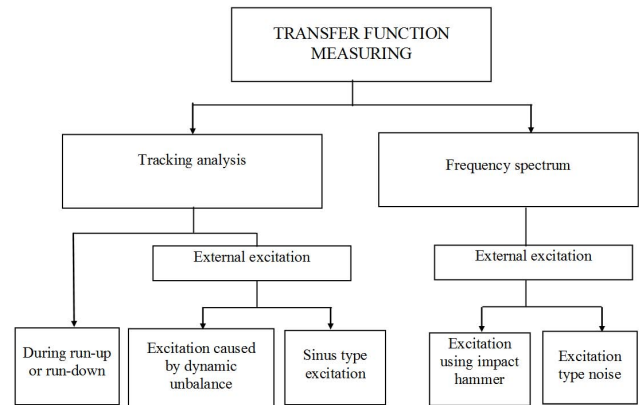 TRANSFER FUNCTION
MEASURING
Tracking analysis
Frequency spectrum
External excitation
External excitation
During run-up
or run-down
Excitation caused
by dynamic
unbalance
Sinus type
excitation
Excitation
using impact
hammer
Excitation
type noise